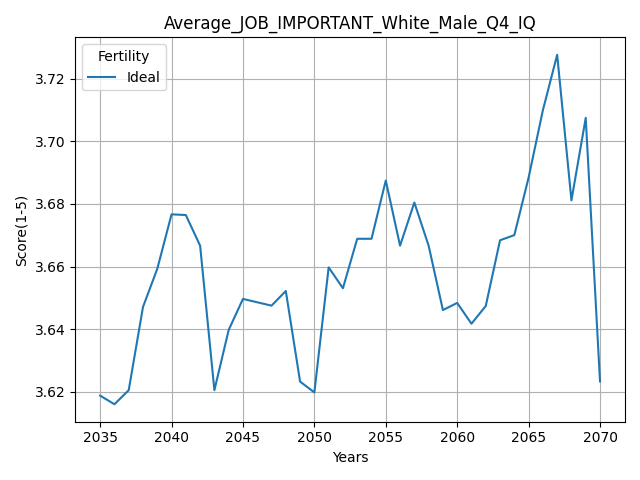 Average_JOB_IMPORTANT_White_Male_Q4_IQ
Fertility
Ideal
Score(1-5)
3.72
3.70
3.68
3.66
3.64
3.62
2035 2040 2045 2050 2055 2060 2065 2070
Years